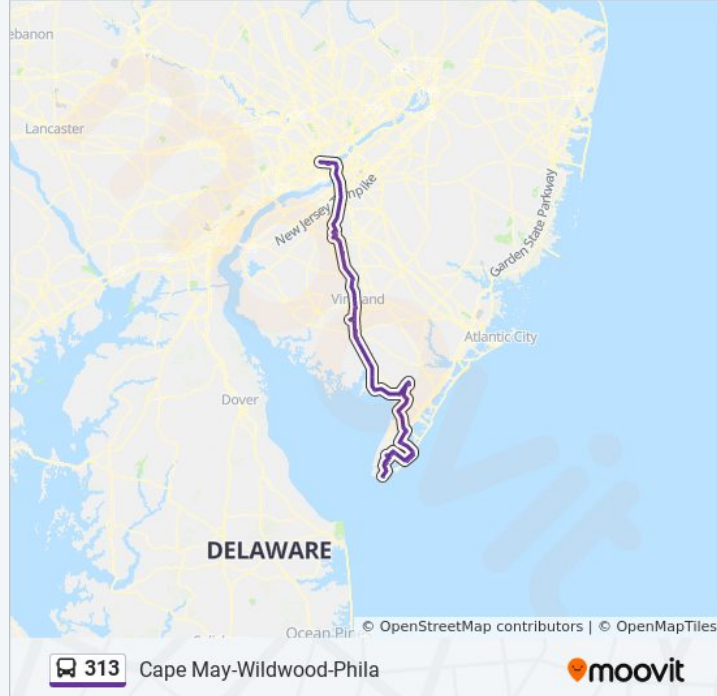 ebanon
Lancaster
New Jersey Turnpike
Garden State Parkway
Vineland
Atlantic City
Dover
DELAWARE
Ocean Pin
© OpenStreetMap contributors | © OpenMapTiles
313 Cape May-Wildwood-Phila
moovit